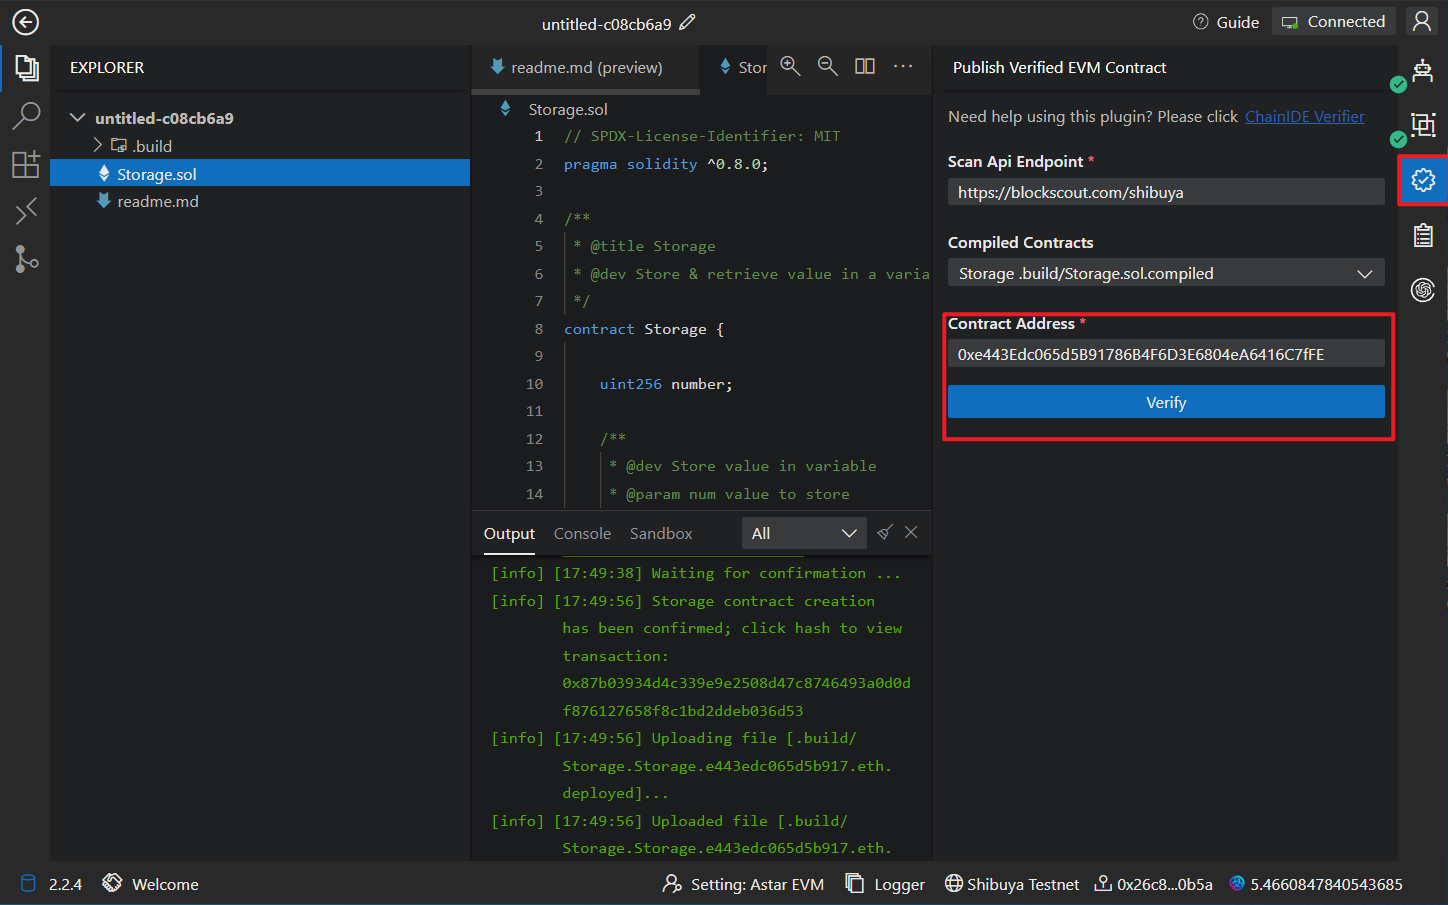 untitled-c08cb6a9
Guide
Connected
EXPLORER
untitled-c08cb6a9
.build
Storage.sol
readme.md
readme.md (preview)
Stor
Storage.sol
1 // SPDX-License-Identifier: MIT
2 pragma solidity ^0.8.0;
3
4 /**
5 * @title Storage
6 * @dev Store & retrieve value in a varia
7 */
8 contract Storage {
9
10 uint256 number;
11
12 /**
13 * @dev Store value in variable
14 * @param num value to store
Output Console Sandbox All
[info] [17:49:38] Waiting for confirmation ...
[info] [17:49:56] Storage contract creation
has been confirmed; click hash to view
transaction:
0x87b03934d4c339e9e2508d47c8746493a0d0d
f876127658f8c1bd2ddeb036d53
[info] [17:49:56] Uploading file [.build/
Storage.Storage.e443edc065d5b917.eth.
deployed]...
[info] [17:49:56] Uploaded file [.build/
Storage.Storage.e443edc065d5b917.eth.
Publish Verified EVM Contract
Need help using this plugin? Please click ChainIDE Verifier
Scan Api Endpoint *
https://blockscout.com/shibuya
Compiled Contracts
Storage .build/Storage.sol.compiled
Contract Address *
0xe443Edc065d5B91786B4F6D3E6804eA6416C7fFE
Verify
2.2.4 Welcome Setting: Astar EVM Logger Shibuya Testnet 0x26c8...0b5a 5.4660847840543685